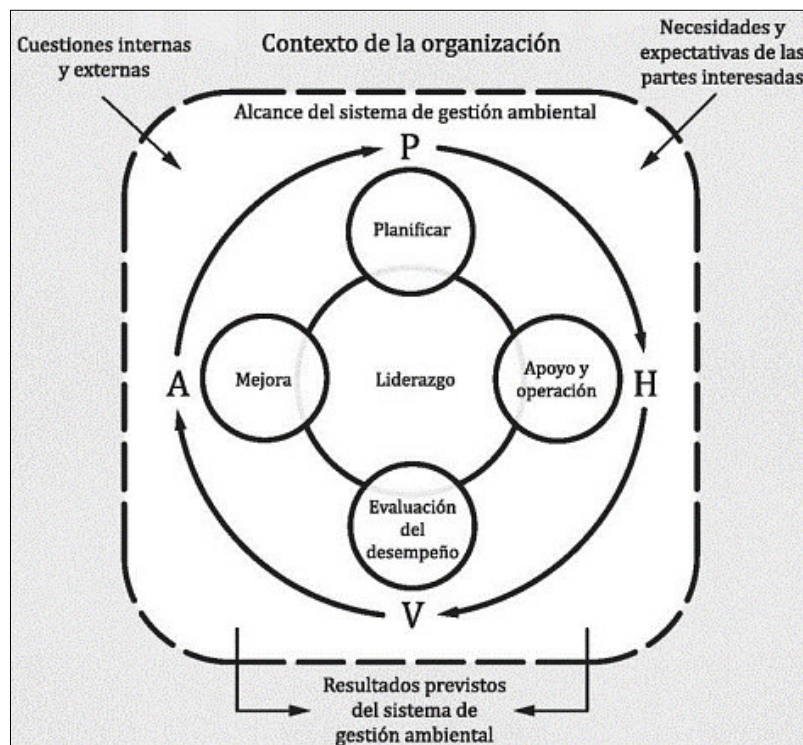 Cuestiones internas
y externas
Contexto de la organización
Necesidades y
expectativas de las
partes interesadas
Alcance del sistema de gestión ambiental
P
Planificar
A
Mejora
Liderazgo
Apoyo y
operación
H
Evaluación
del
desempeño
V
Resultados previstos
del sistema de
gestión ambiental